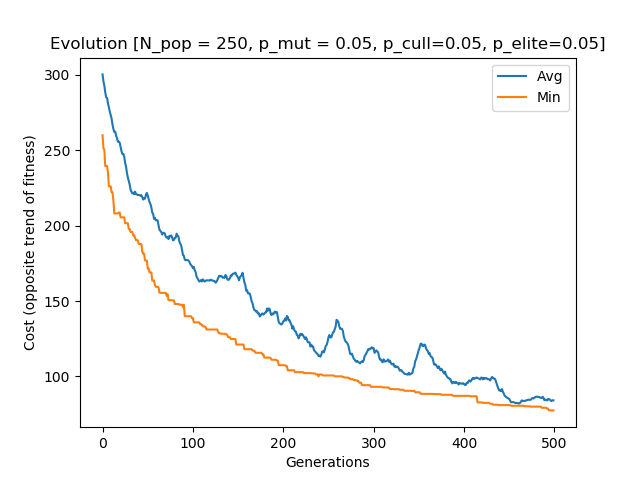 Evolution [N_pop = 250, p_mut = 0.05, p_cull=0.05, p_elite=0.05]
Avg
Min
Cost (opposite trend of fitness)
300
250
200
150
100
0
100
200
300
400
500
Generations